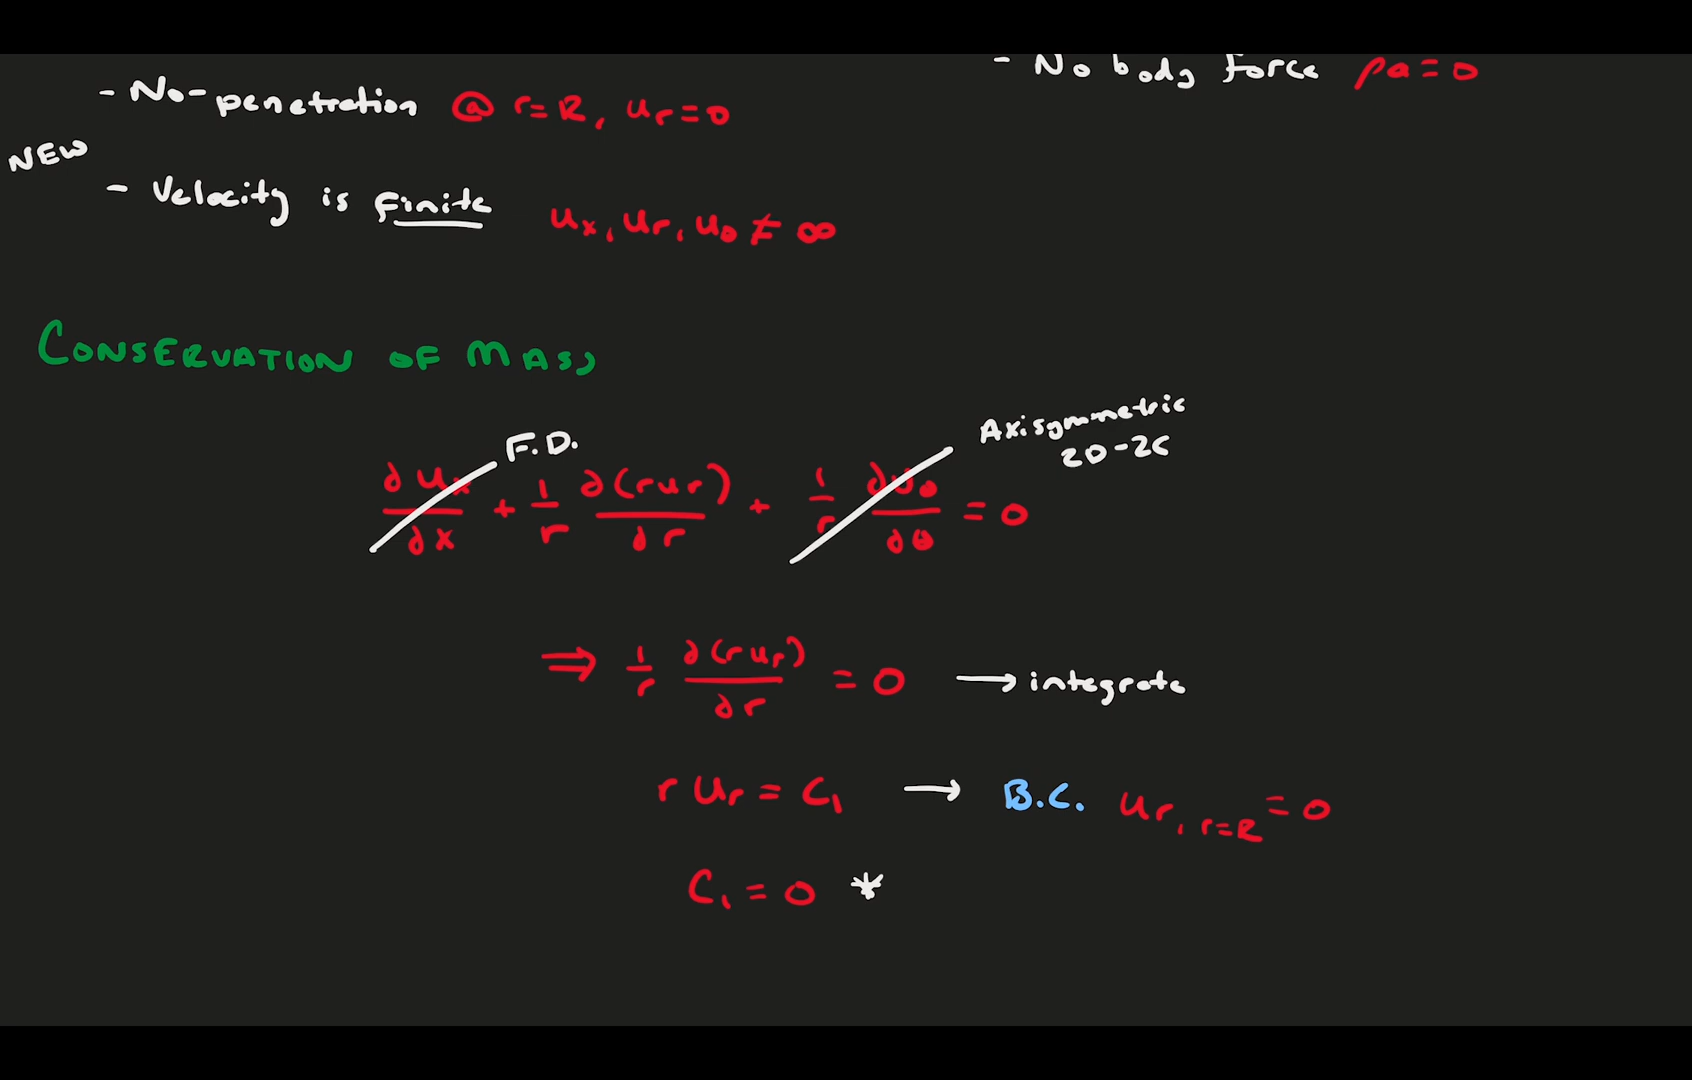 - No body force ρa = 0
- No-penetration @ r=R, ur=0
NEW
- Velocity is finite ux, ur, uθ ≠ ∞
CONSERVATION OF MASS
F.D.
Axisymmetric
2D-2C
∂ux/∂x + 1/r ∂(rur)/∂r + 1/r ∂uθ/∂θ = 0
⇒ 1/r ∂(rur)/∂r = 0 → integrate
r ur = C1 → B.C. ur, r=R = 0
C1 = 0 *